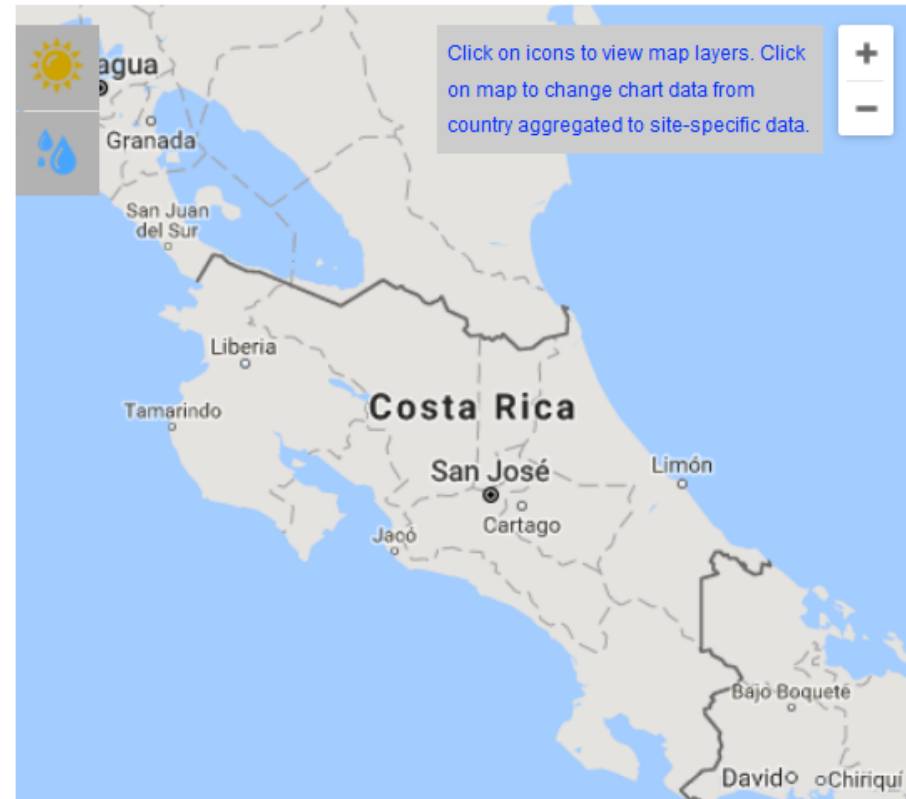 Click on icons to view map layers. Click
on map to change chart data from
country aggregated to site-specific data.
+
−
agua
Granada
San Juan
del Sur
Liberia
Costa Rica
Tamarindo
San José
Limón
Cartago
Jacó
Bajo Boquete
David
Chiriquí